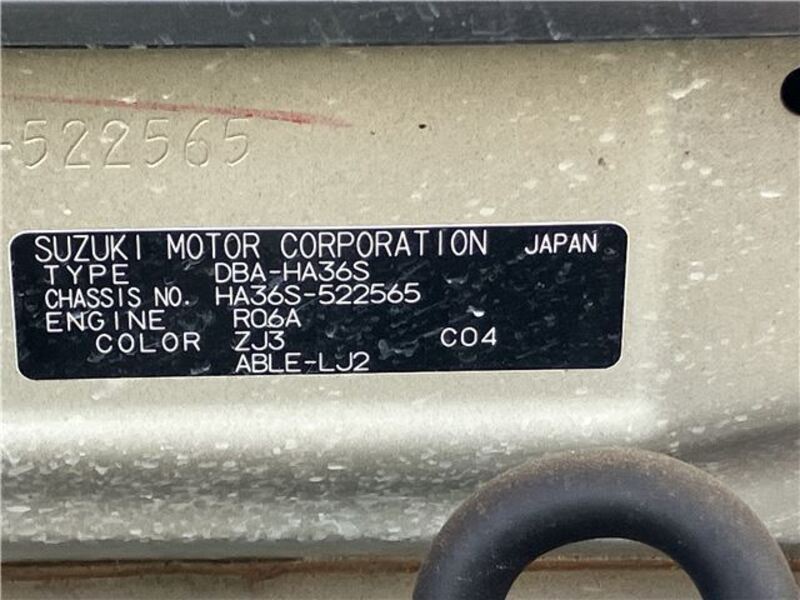 -522565
SUZUKI MOTOR CORPORATION JAPAN
TYPE DBA-HA36S
CHASSIS NO. HA36S-522565
ENGINE R06A
COLOR ZJ3 C04
ABLE-LJ2